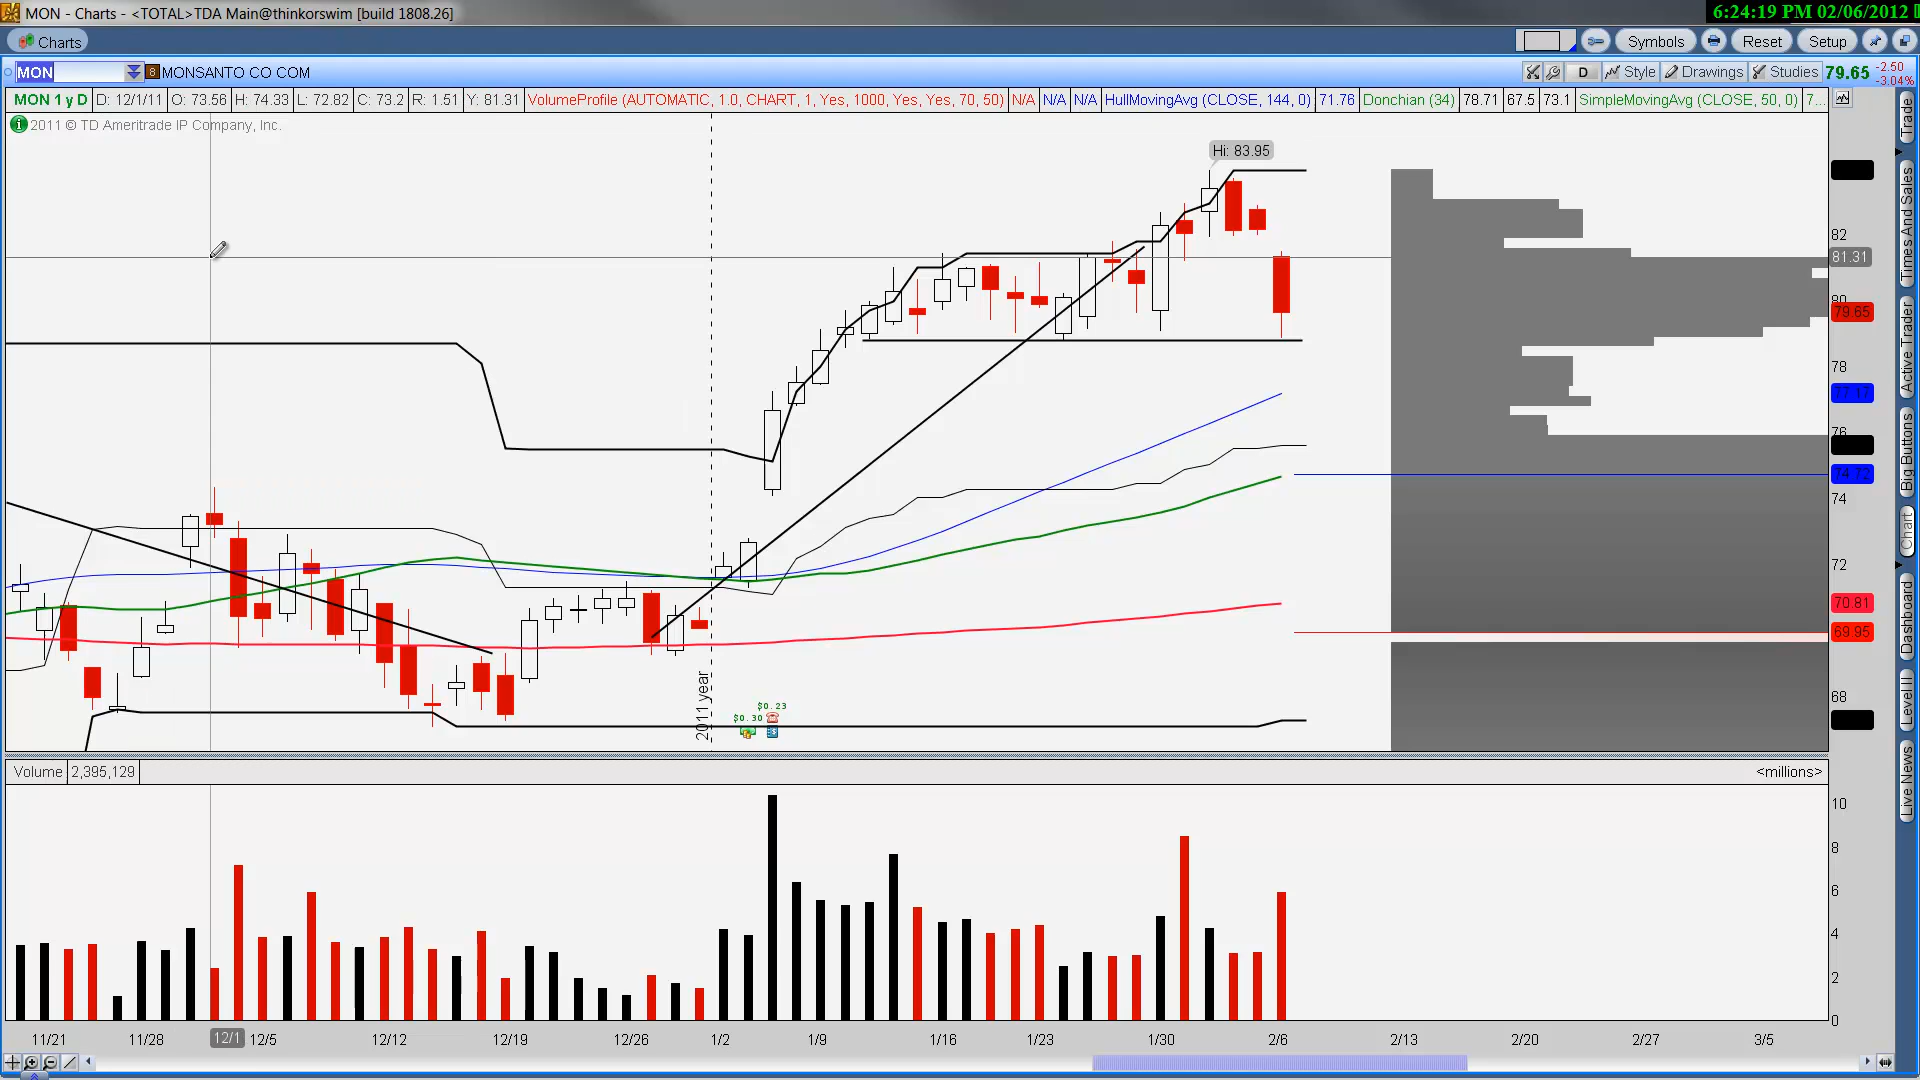 MON - Charts - <TOTAL>TDA Main@thinkorswim [build 1808.26]
6:24:19 PM 02/06/2012
Charts
Symbols
Reset
Setup
MON
8
MONSANTO CO COM
D
Style
Drawings
Studies
79.65
-2.50
-3.04%
MON 1 y D
D: 12/1/11
O: 73.56
H: 74.33
L: 72.82
C: 73.2
R: 1.51
Y: 81.31
VolumeProfile (AUTOMATIC, 1.0, CHART, 1, Yes, 1000, Yes, Yes, 70, 50)
N/A
N/A
N/A
HullMovingAvg (CLOSE, 144, 0)
71.76
Donchian (34)
78.71
67.5
73.1
SimpleMovingAvg (CLOSE, 50, 0)
7...
2011 © TD Ameritrade IP Company, Inc.
Hi: 83.95
82
81.31
80
79.65
78
77.17
76
74.72
74
72
70.81
69.95
68
2011 year
$0.30
$0.23
Volume
2,395,129
<millions>
10
8
6
4
2
0
11/21
11/28
12/1
12/5
12/12
12/19
12/26
1/2
1/9
1/16
1/23
1/30
2/6
2/13
2/20
2/27
3/5
Trade
Times And Sales
Active Trader
Big Buttons
Chart
Dashboard
Level II
Live News